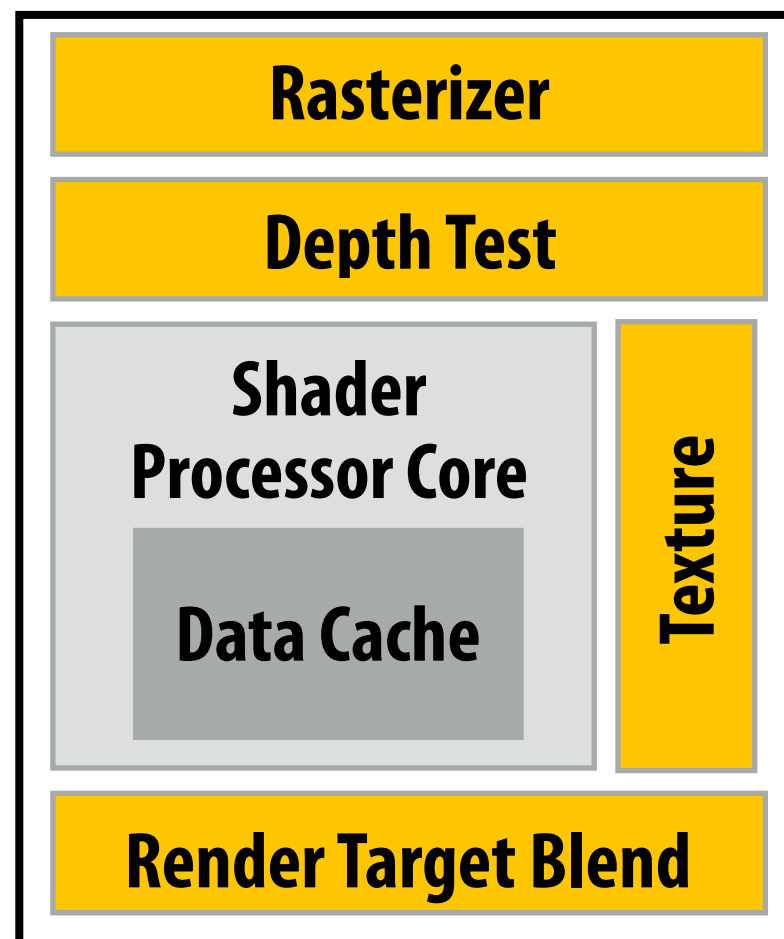 Rasterizer
Depth Test
Shader
Processor Core
Data Cache
Texture
Render Target Blend